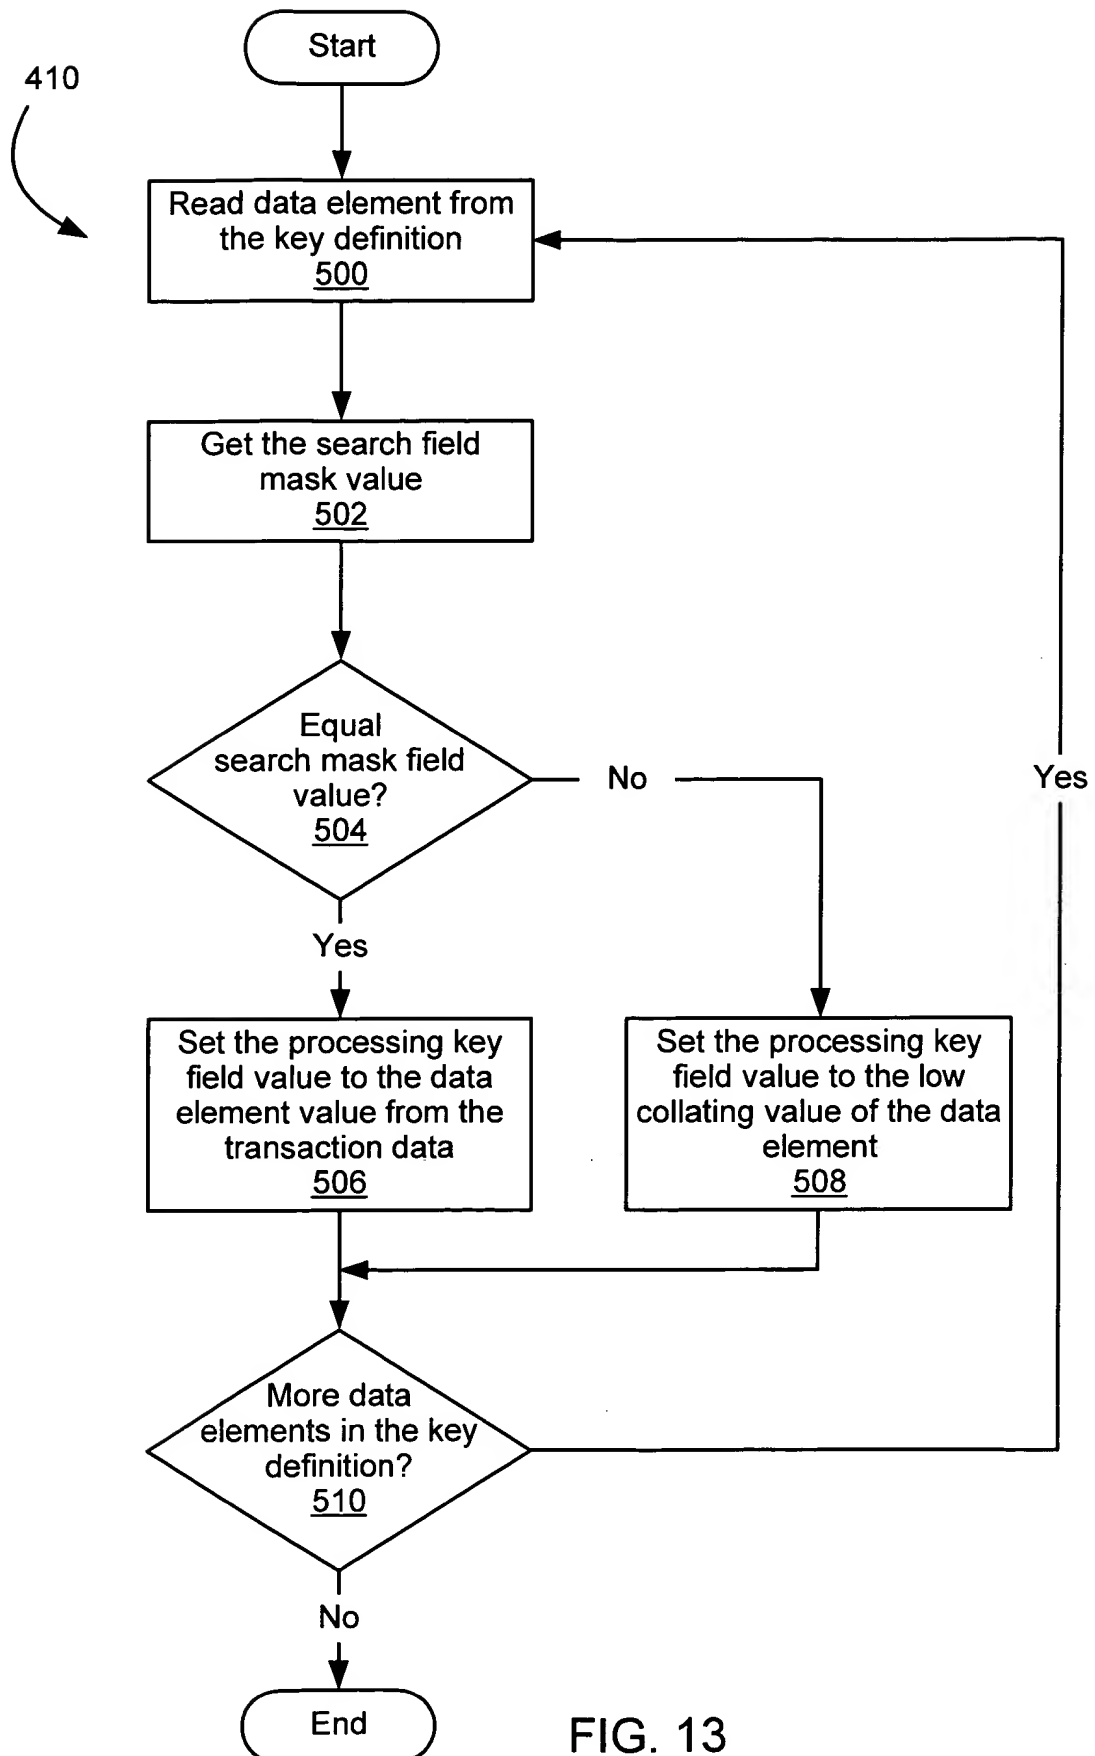 Start
410
Read data element from
the key definition
500
Get the search field
mask value
502
Equal
search mask field
value?
504
No
Yes
Yes
Set the processing key
field value to the data
element value from the
transaction data
506
Set the processing key
field value to the low
collating value of the data
element
508
More data
elements in the key
definition?
510
No
End
FIG. 13